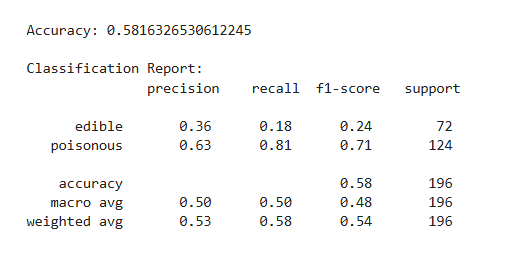 Accuracy: 0.5816326530612245
Classification Report:
precision recall f1-score support
edible 0.36 0.18 0.24 72
poisonous 0.63 0.81 0.71 124
accuracy 0.58 196
macro avg 0.50 0.50 0.48 196
weighted avg 0.53 0.58 0.54 196